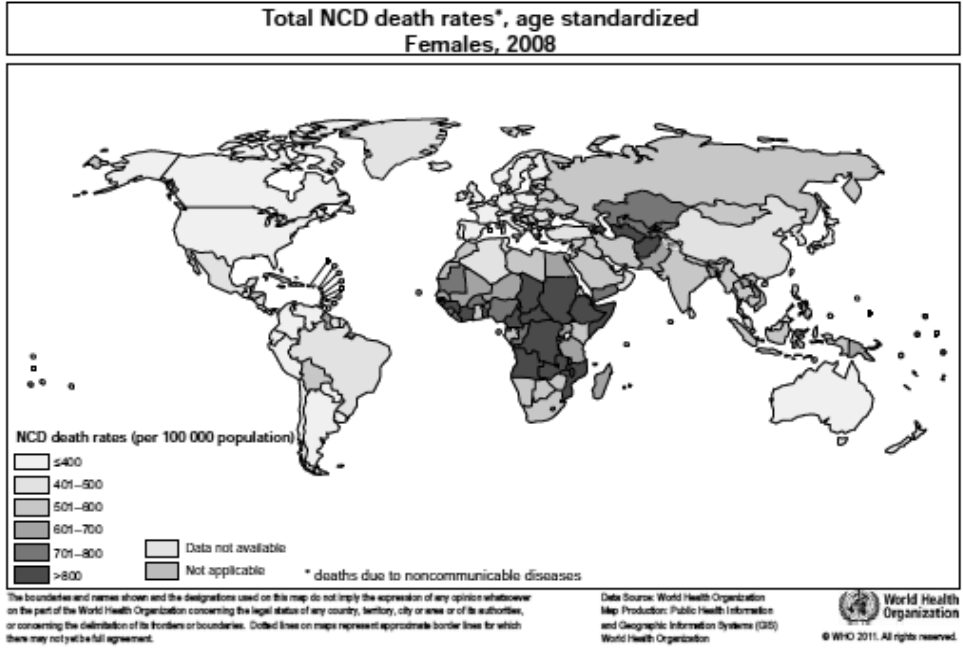 Total NCD death rates*, age standardized
Females, 2008
NCD death rates (per 100 000 population)
≤400
401–500
501–600
601–700
701–800
>800
Data not available
Not applicable
* deaths due to noncommunicable diseases
The boundaries and names shown and the designations used on this map do not imply the expression of any opinion whatsoever
on the part of the World Health Organization concerning the legal status of any country, territory, city or area or of its authorities,
or concerning the delimitation of its frontiers or boundaries. Dotted lines on maps represent approximate border lines for which
there may not yet be full agreement.
Data Source: World Health Organization
Map Production: Public Health Information
and Geographic Information Systems (GIS)
World Health Organization
World Health
Organization
© WHO 2011. All rights reserved.